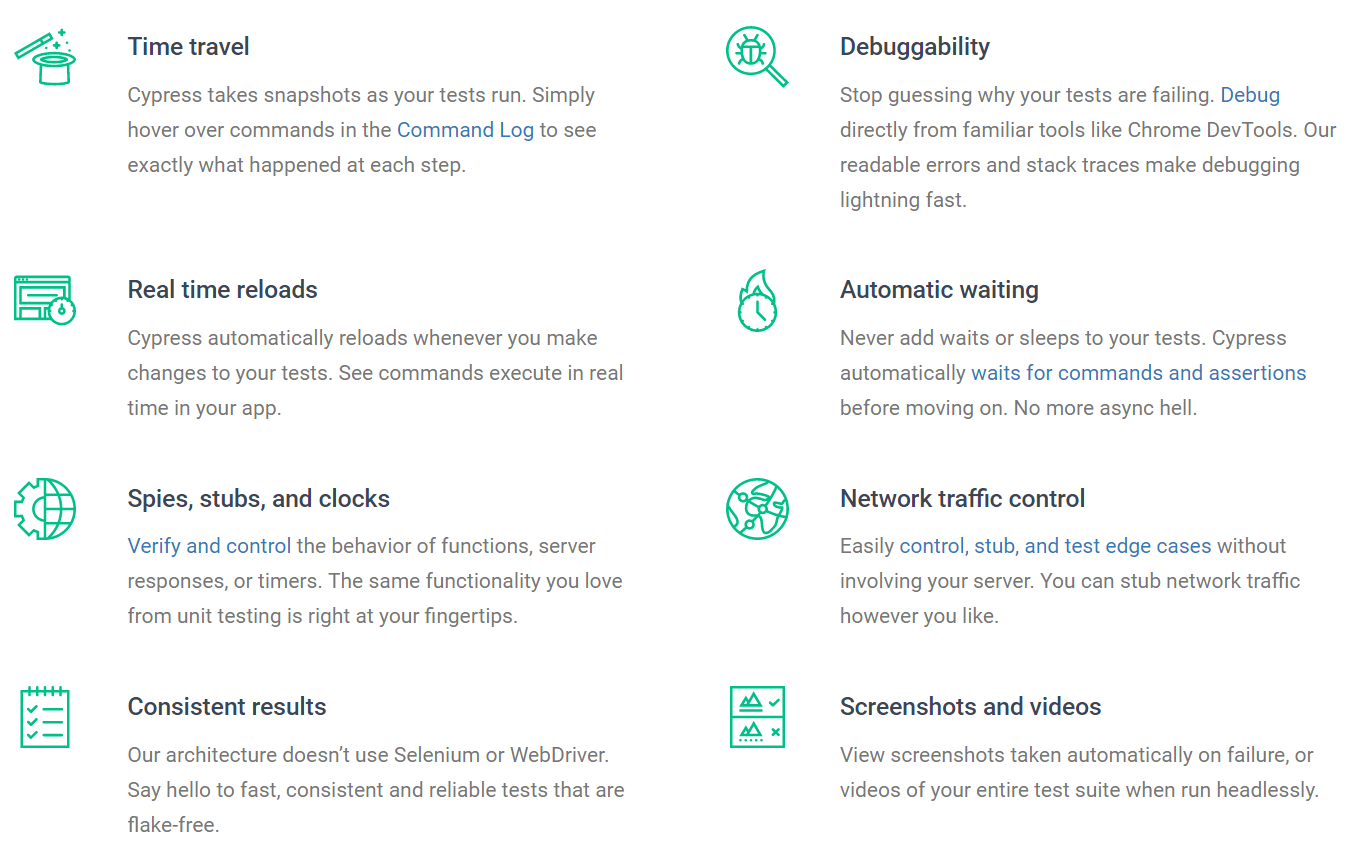 Time travel
Cypress takes snapshots as your tests run. Simply
hover over commands in the Command Log to see
exactly what happened at each step.
Debuggability
Stop guessing why your tests are failing. Debug
directly from familiar tools like Chrome DevTools. Our
readable errors and stack traces make debugging
lightning fast.
Real time reloads
Cypress automatically reloads whenever you make
changes to your tests. See commands execute in real
time in your app.
Automatic waiting
Never add waits or sleeps to your tests. Cypress
automatically waits for commands and assertions
before moving on. No more async hell.
Spies, stubs, and clocks
Verify and control the behavior of functions, server
responses, or timers. The same functionality you love
from unit testing is right at your fingertips.
Network traffic control
Easily control, stub, and test edge cases without
involving your server. You can stub network traffic
however you like.
Consistent results
Our architecture doesn’t use Selenium or WebDriver.
Say hello to fast, consistent and reliable tests that are
flake-free.
Screenshots and videos
View screenshots taken automatically on failure, or
videos of your entire test suite when run headlessly.